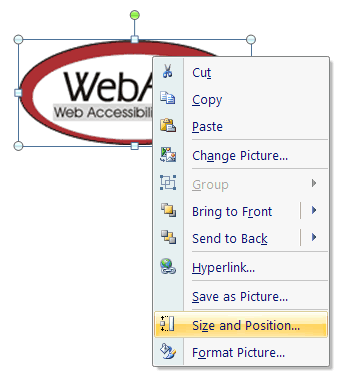 WebA
Web Accessibili
Cut
Copy
Paste
Change Picture...
Group
Bring to Front
Send to Back
Hyperlink...
Save as Picture...
Size and Position...
Format Picture...